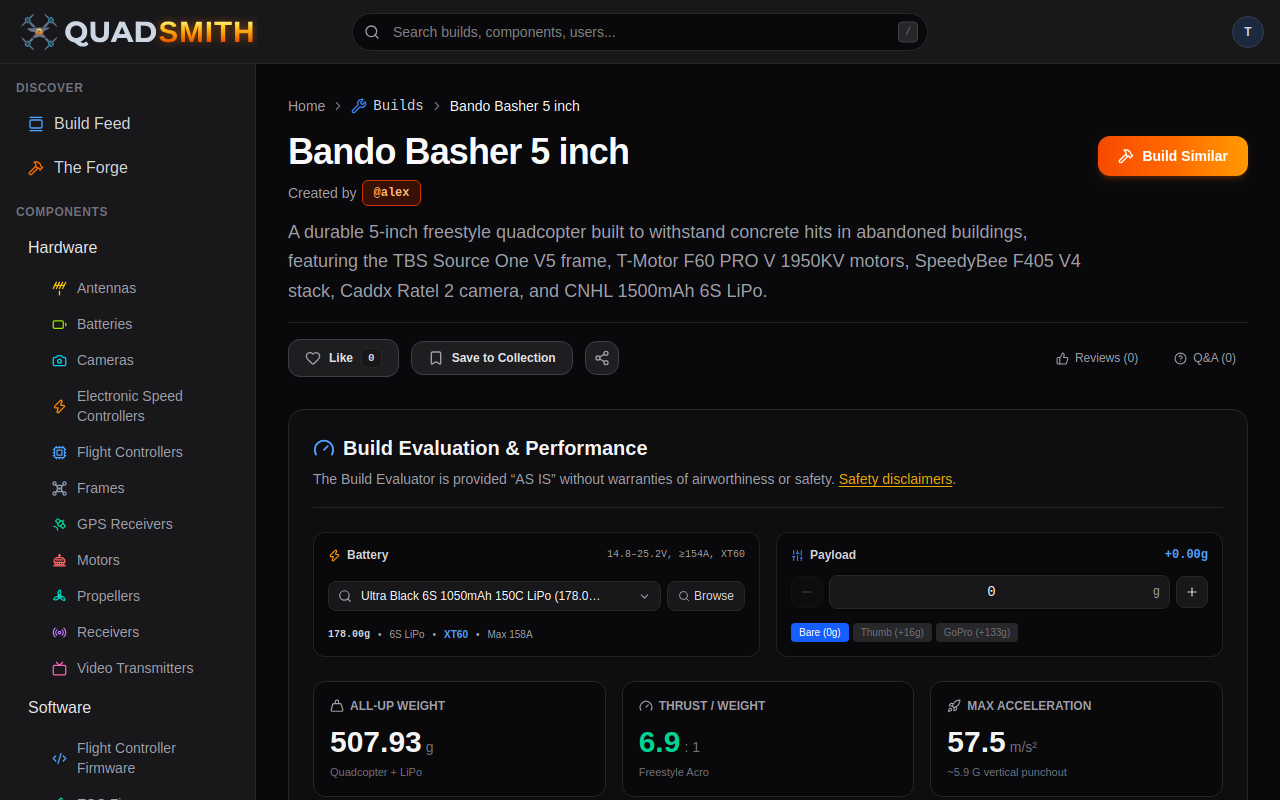 QUADSMITH
Search builds, components, users...
/
T
DISCOVER
Build Feed
The Forge
COMPONENTS
Hardware
Antennas
Batteries
Cameras
Electronic Speed
Controllers
Flight Controllers
Frames
GPS Receivers
Motors
Propellers
Receivers
Video Transmitters
Software
Flight Controller
Firmware
Home
Builds
Bando Basher 5 inch
Bando Basher 5 inch
Build Similar
Created by @alex
A durable 5-inch freestyle quadcopter built to withstand concrete hits in abandoned buildings,
featuring the TBS Source One V5 frame, T-Motor F60 PRO V 1950KV motors, SpeedyBee F405 V4
stack, Caddx Ratel 2 camera, and CNHL 1500mAh 6S LiPo.
Like 0
Save to Collection
Reviews (0)
Q&A (0)
Build Evaluation & Performance
The Build Evaluator is provided “AS IS” without warranties of airworthiness or safety. Safety disclaimers.
Battery
14.8–25.2V, ≥154A, XT60
Ultra Black 6S 1050mAh 150C LiPo (178.0…
Browse
178.00g • 6S LiPo • XT60 • Max 158A
Payload
+0.00g
− 0 g +
Bare (0g)
Thumb (+16g)
GoPro (+133g)
ALL-UP WEIGHT
507.93 g
Quadcopter + LiPo
THRUST / WEIGHT
6.9 : 1
Freestyle Acro
MAX ACCELERATION
57.5 m/s²
~5.9 G vertical punchout